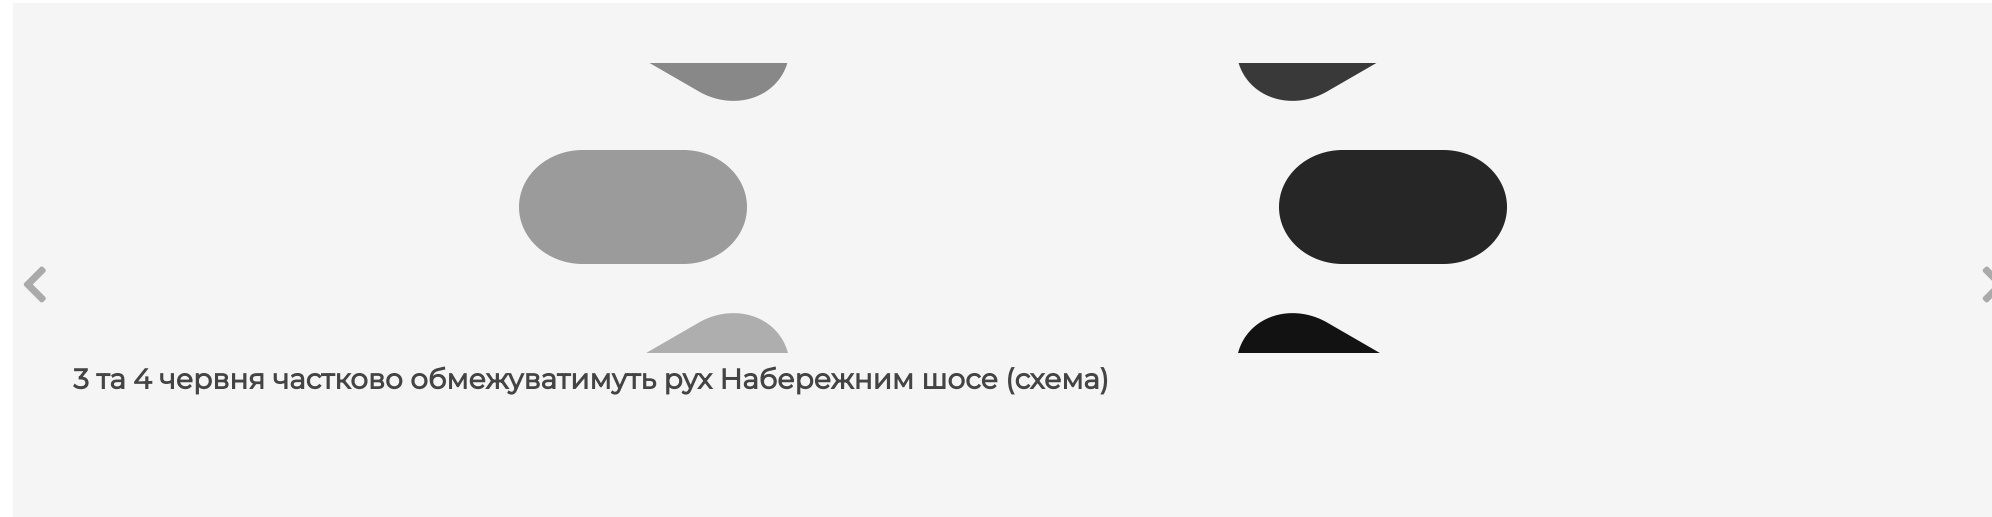 3 та 4 червня частково обмежуватимуть рух Набережним шосе (схема)